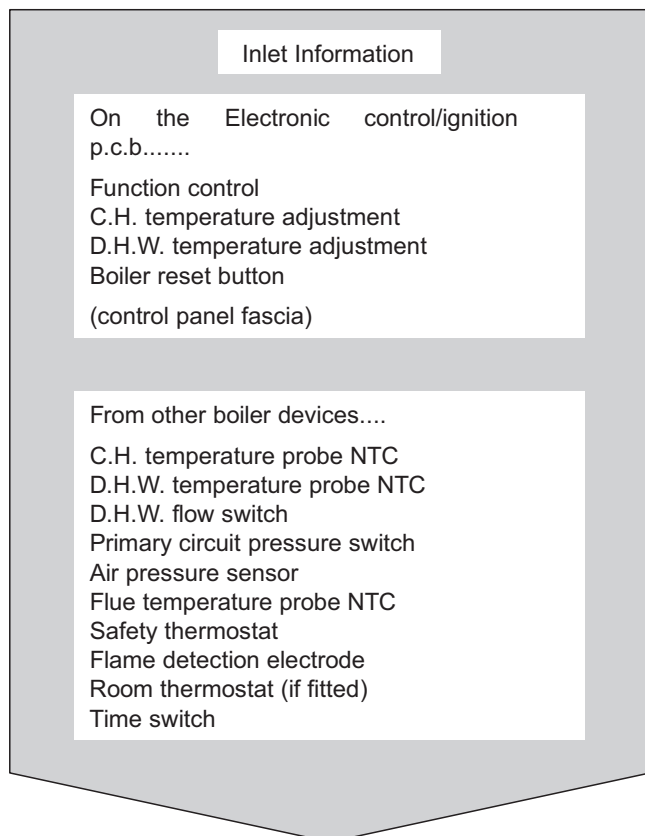 Inlet Information
On the Electronic control/ignition
p.c.b.......
Function control
C.H. temperature adjustment
D.H.W. temperature adjustment
Boiler reset button
(control panel fascia)
From other boiler devices....
C.H. temperature probe NTC
D.H.W. temperature probe NTC
D.H.W. flow switch
Primary circuit pressure switch
Air pressure sensor
Flue temperature probe NTC
Safety thermostat
Flame detection electrode
Room thermostat (if fitted)
Time switch